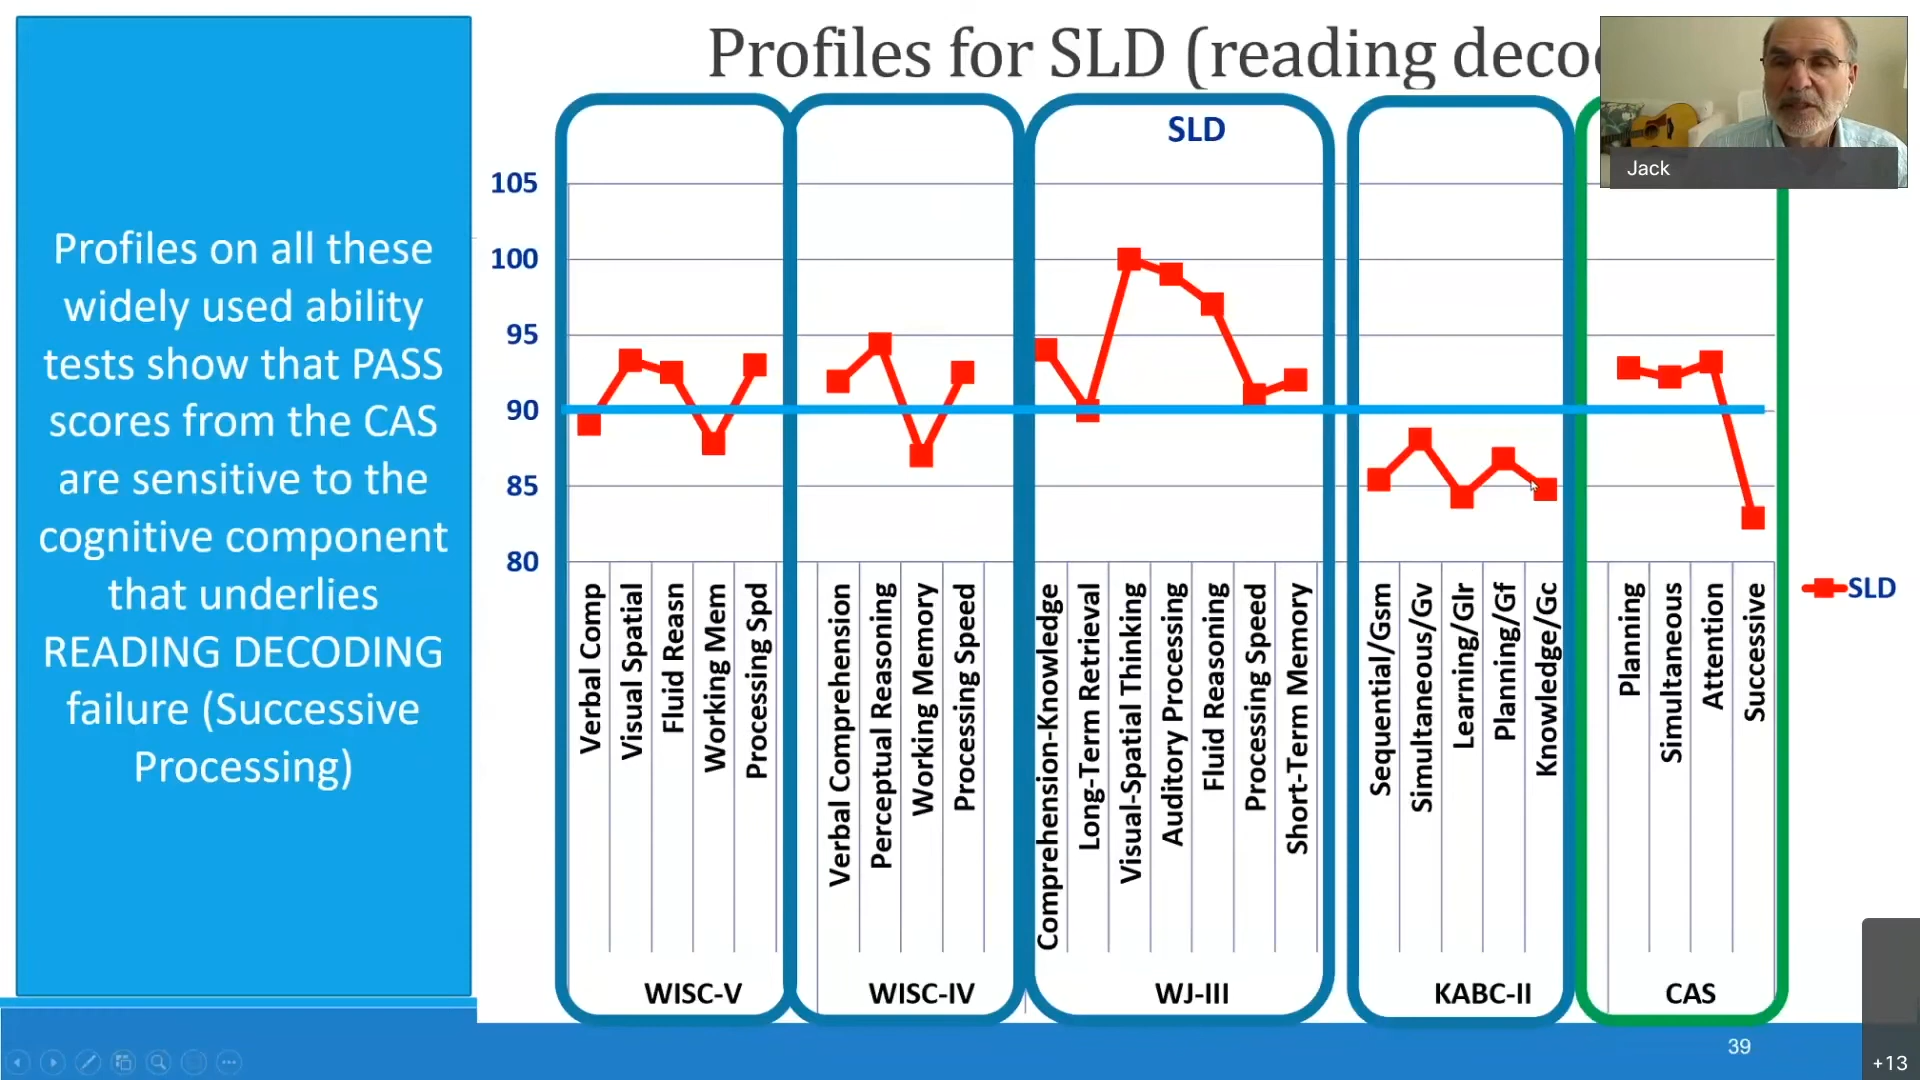 Profiles for SLD (reading deco
Jack
Profiles on all these
widely used ability
tests show that PASS
scores from the CAS
are sensitive to the
cognitive component
that underlies
READING DECODING
failure (Successive
Processing)
SLD
105
100
95
90
85
80
Verbal Comp
Visual Spatial
Fluid Reasn
Working Mem
Processing Spd
Verbal Comprehension
Perceptual Reasoning
Working Memory
Processing Speed
Comprehension-Knowledge
Long-Term Retrieval
Visual-Spatial Thinking
Auditory Processing
Fluid Reasoning
Processing Speed
Short-Term Memory
Sequential/Gsm
Simultaneous/Gv
Learning/Glr
Planning/Gf
Knowledge/Gc
Planning
Simultaneous
Attention
Successive
SLD
WISC-V
WISC-IV
WJ-III
KABC-II
CAS
39
+13